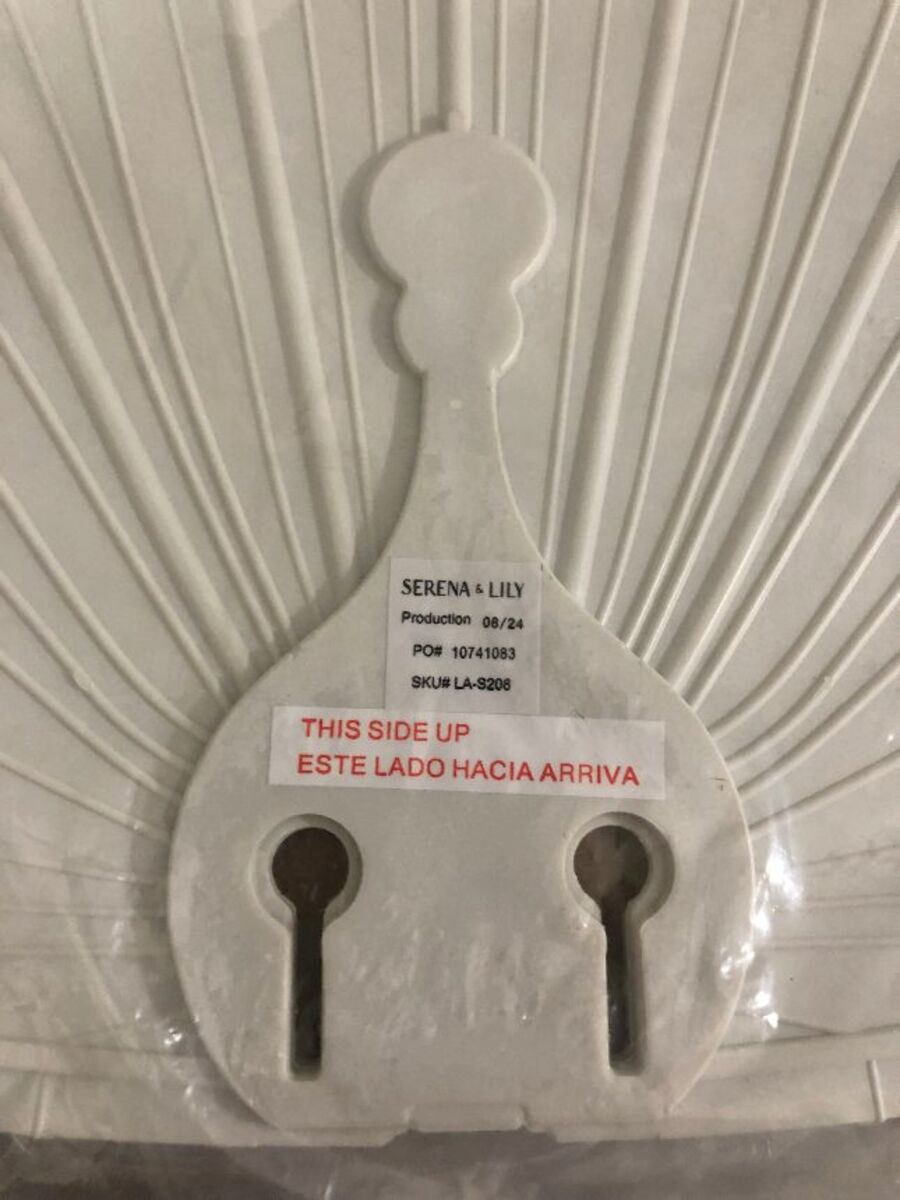 SERENA & LILY
Production 08/24
PO# 10741083
SKU# LA-S208
THIS SIDE UP
ESTE LADO HACIA ARRIVA